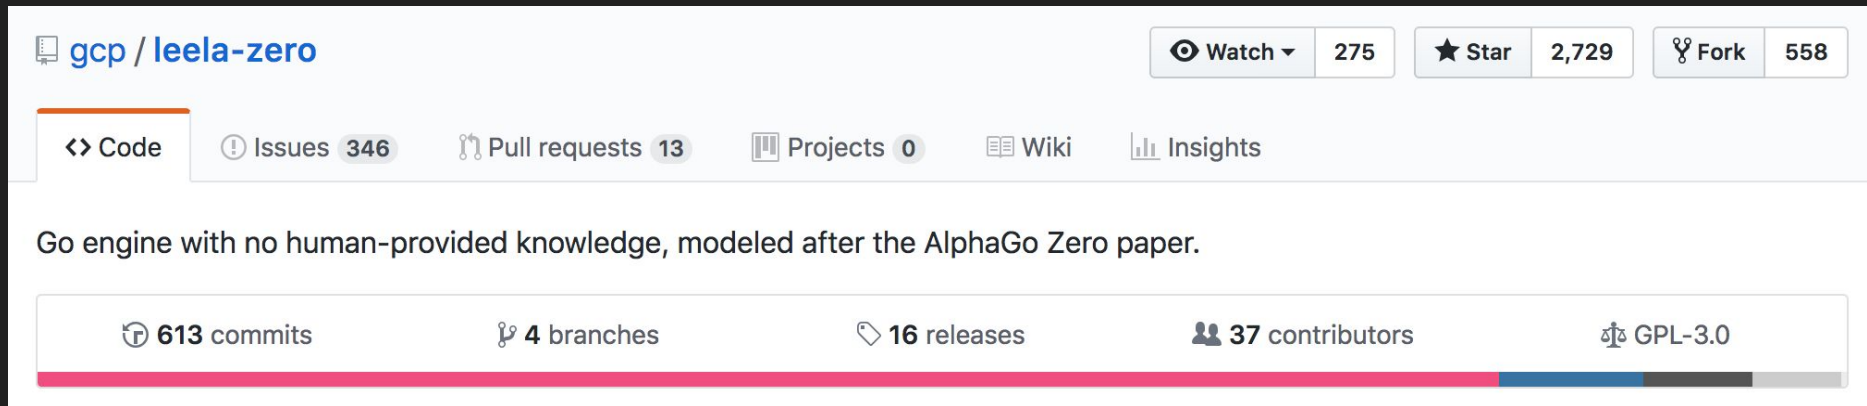 gcp / leela-zero Watch 275 Star 2,729 Fork 558
Code Issues 346 Pull requests 13 Projects 0 Wiki Insights
Go engine with no human-provided knowledge, modeled after the AlphaGo Zero paper.
613 commits 4 branches 16 releases 37 contributors GPL-3.0